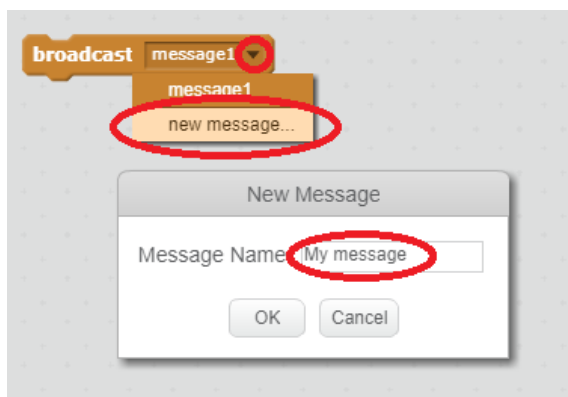 broadcast message1
message1
new message...
New Message
Message Name: My message
OK Cancel